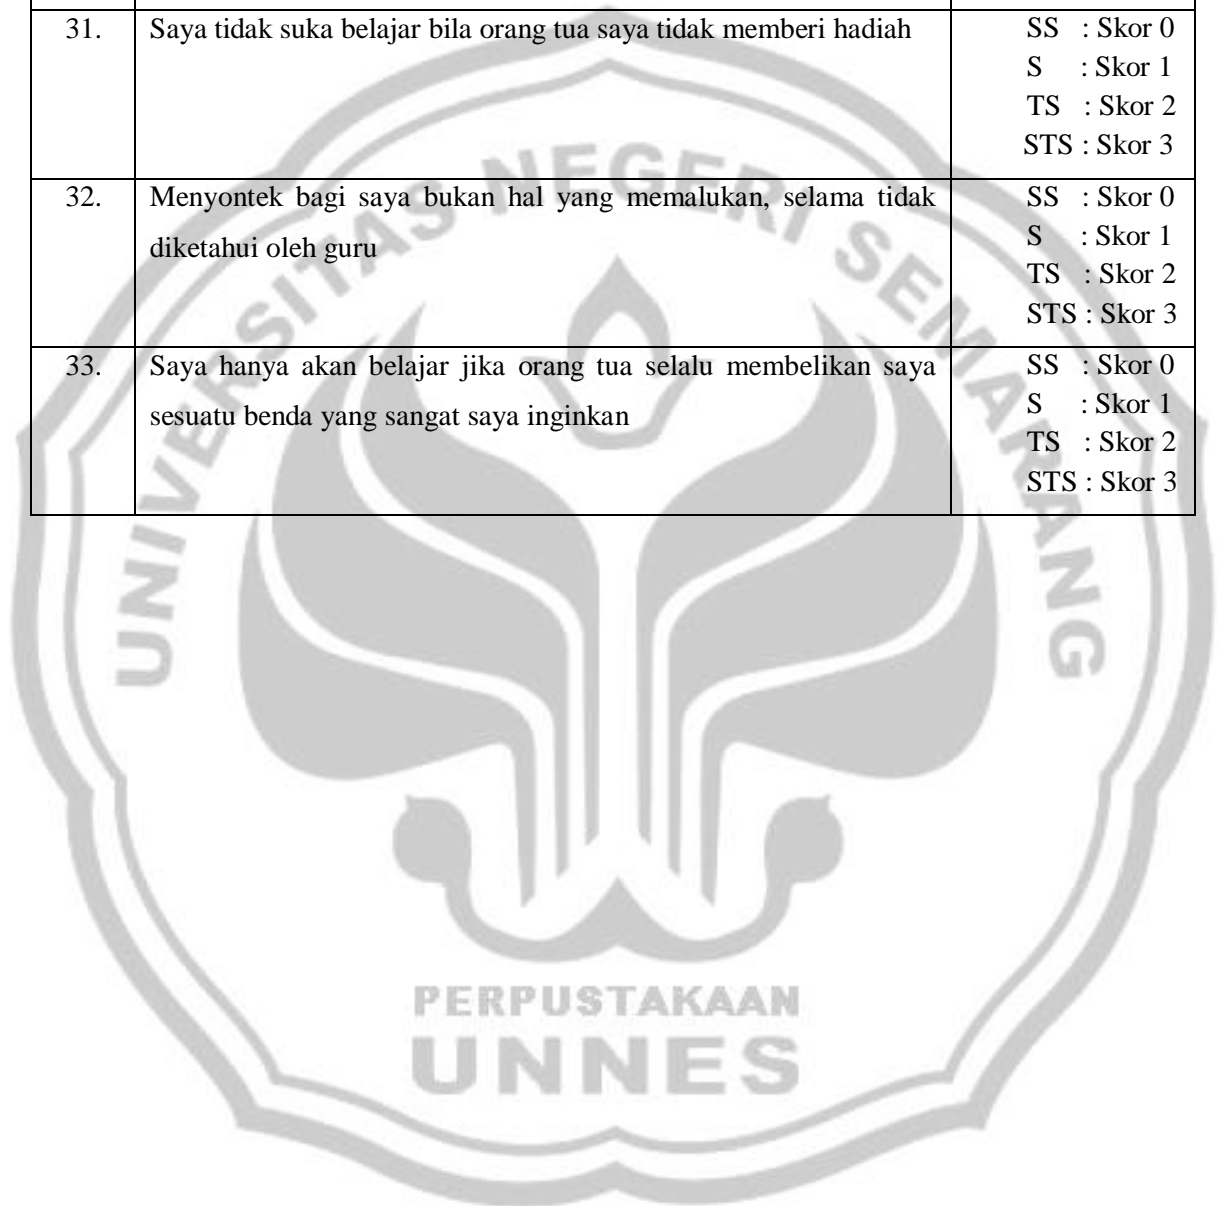 31. Saya tidak suka belajar bila orang tua saya tidak memberi hadiah
SS : Skor 0
S : Skor 1
TS : Skor 2
STS : Skor 3
32. Menyontek bagi saya bukan hal yang memalukan, selama tidak
diketahui oleh guru
SS : Skor 0
S : Skor 1
TS : Skor 2
STS : Skor 3
33. Saya hanya akan belajar jika orang tua selalu membelikan saya
sesuatu benda yang sangat saya inginkan
SS : Skor 0
S : Skor 1
TS : Skor 2
STS : Skor 3
UNIVERSITAS NEGERI SEMARANG
PERPUSTAKAAN
UNNES